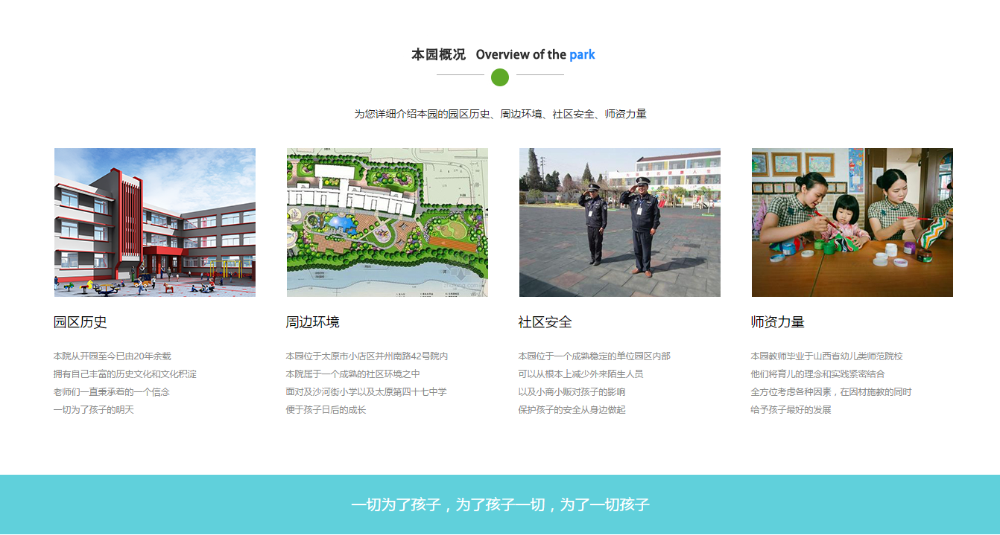 本园概况 Overview of the park
为您详细介绍本园的园区历史、周边环境、社区安全、师资力量
园区历史
本院从开园至今已由20年余载
拥有自己丰富的历史文化和文化积淀
老师们一直秉承着的一个信念
一切为了孩子的明天
周边环境
本园位于太原市小店区并州南路42号院内
本院居于一个成熟的社区环境之中
面对及沙河街小学以及太原第四十七中学
便于孩子日后的成长
社区安全
本园位于一个成熟稳定的单位园区内部
可以从根本上减少外来陌生人员
以及小商小贩对孩子的影响
保护孩子的安全从身边做起
师资力量
本园教师毕业于山西省幼儿类师范院校
他们将育儿的理念和实践紧密结合
全方位考虑各种因素，在因材施教的同时
给予孩子最好的发展
一切为了孩子，为了孩子一切，为了一切孩子